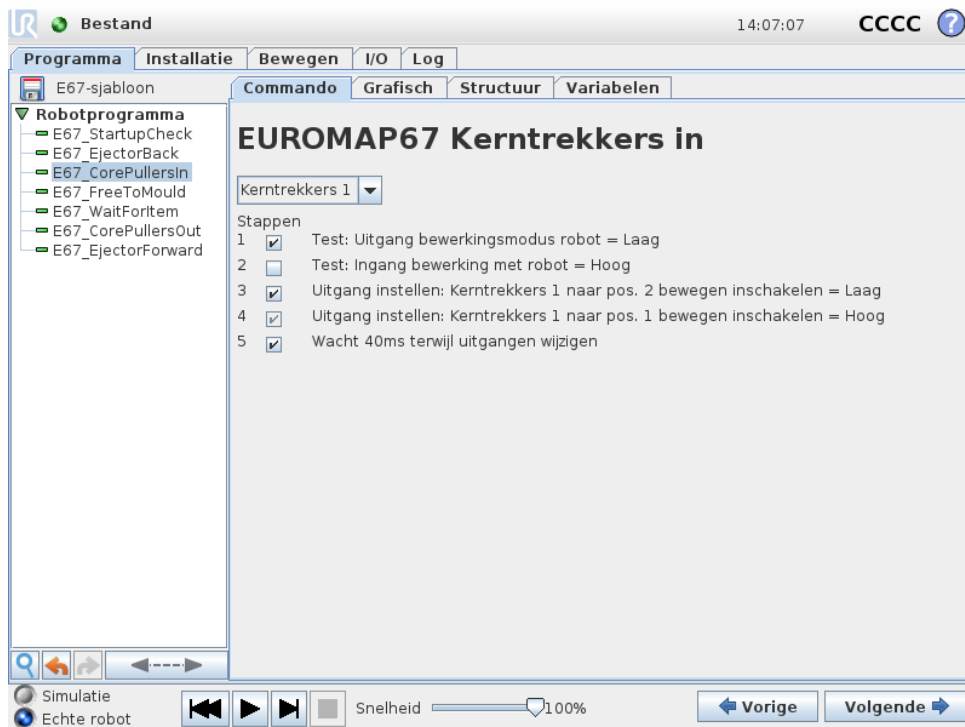 UR Bestand 14:07:07 CCCC ?
Programma Installatie Bewegen I/O Log
E67-sjabloon
Commando Grafisch Structuur Variabelen
Robotprogramma
E67_StartupCheck
E67_EjectorBack
E67_CorePullersIn
E67_FreeToMould
E67_WaitForItem
E67_CorePullersOut
E67_EjectorForward
EUROMAP67 Kerntrekkers in
Kerntrekkers 1
Stappen
1 Test: Uitgang bewerkingsmodus robot = Laag
2 Test: Ingang bewerking met robot = Hoog
3 Uitgang instellen: Kerntrekkers 1 naar pos. 2 bewegen inschakelen = Laag
4 Uitgang instellen: Kerntrekkers 1 naar pos. 1 bewegen inschakelen = Hoog
5 Wacht 40ms terwijl uitgangen wijzigen
Simulatie
Echte robot
Snelheid 100%
Vorige Volgende